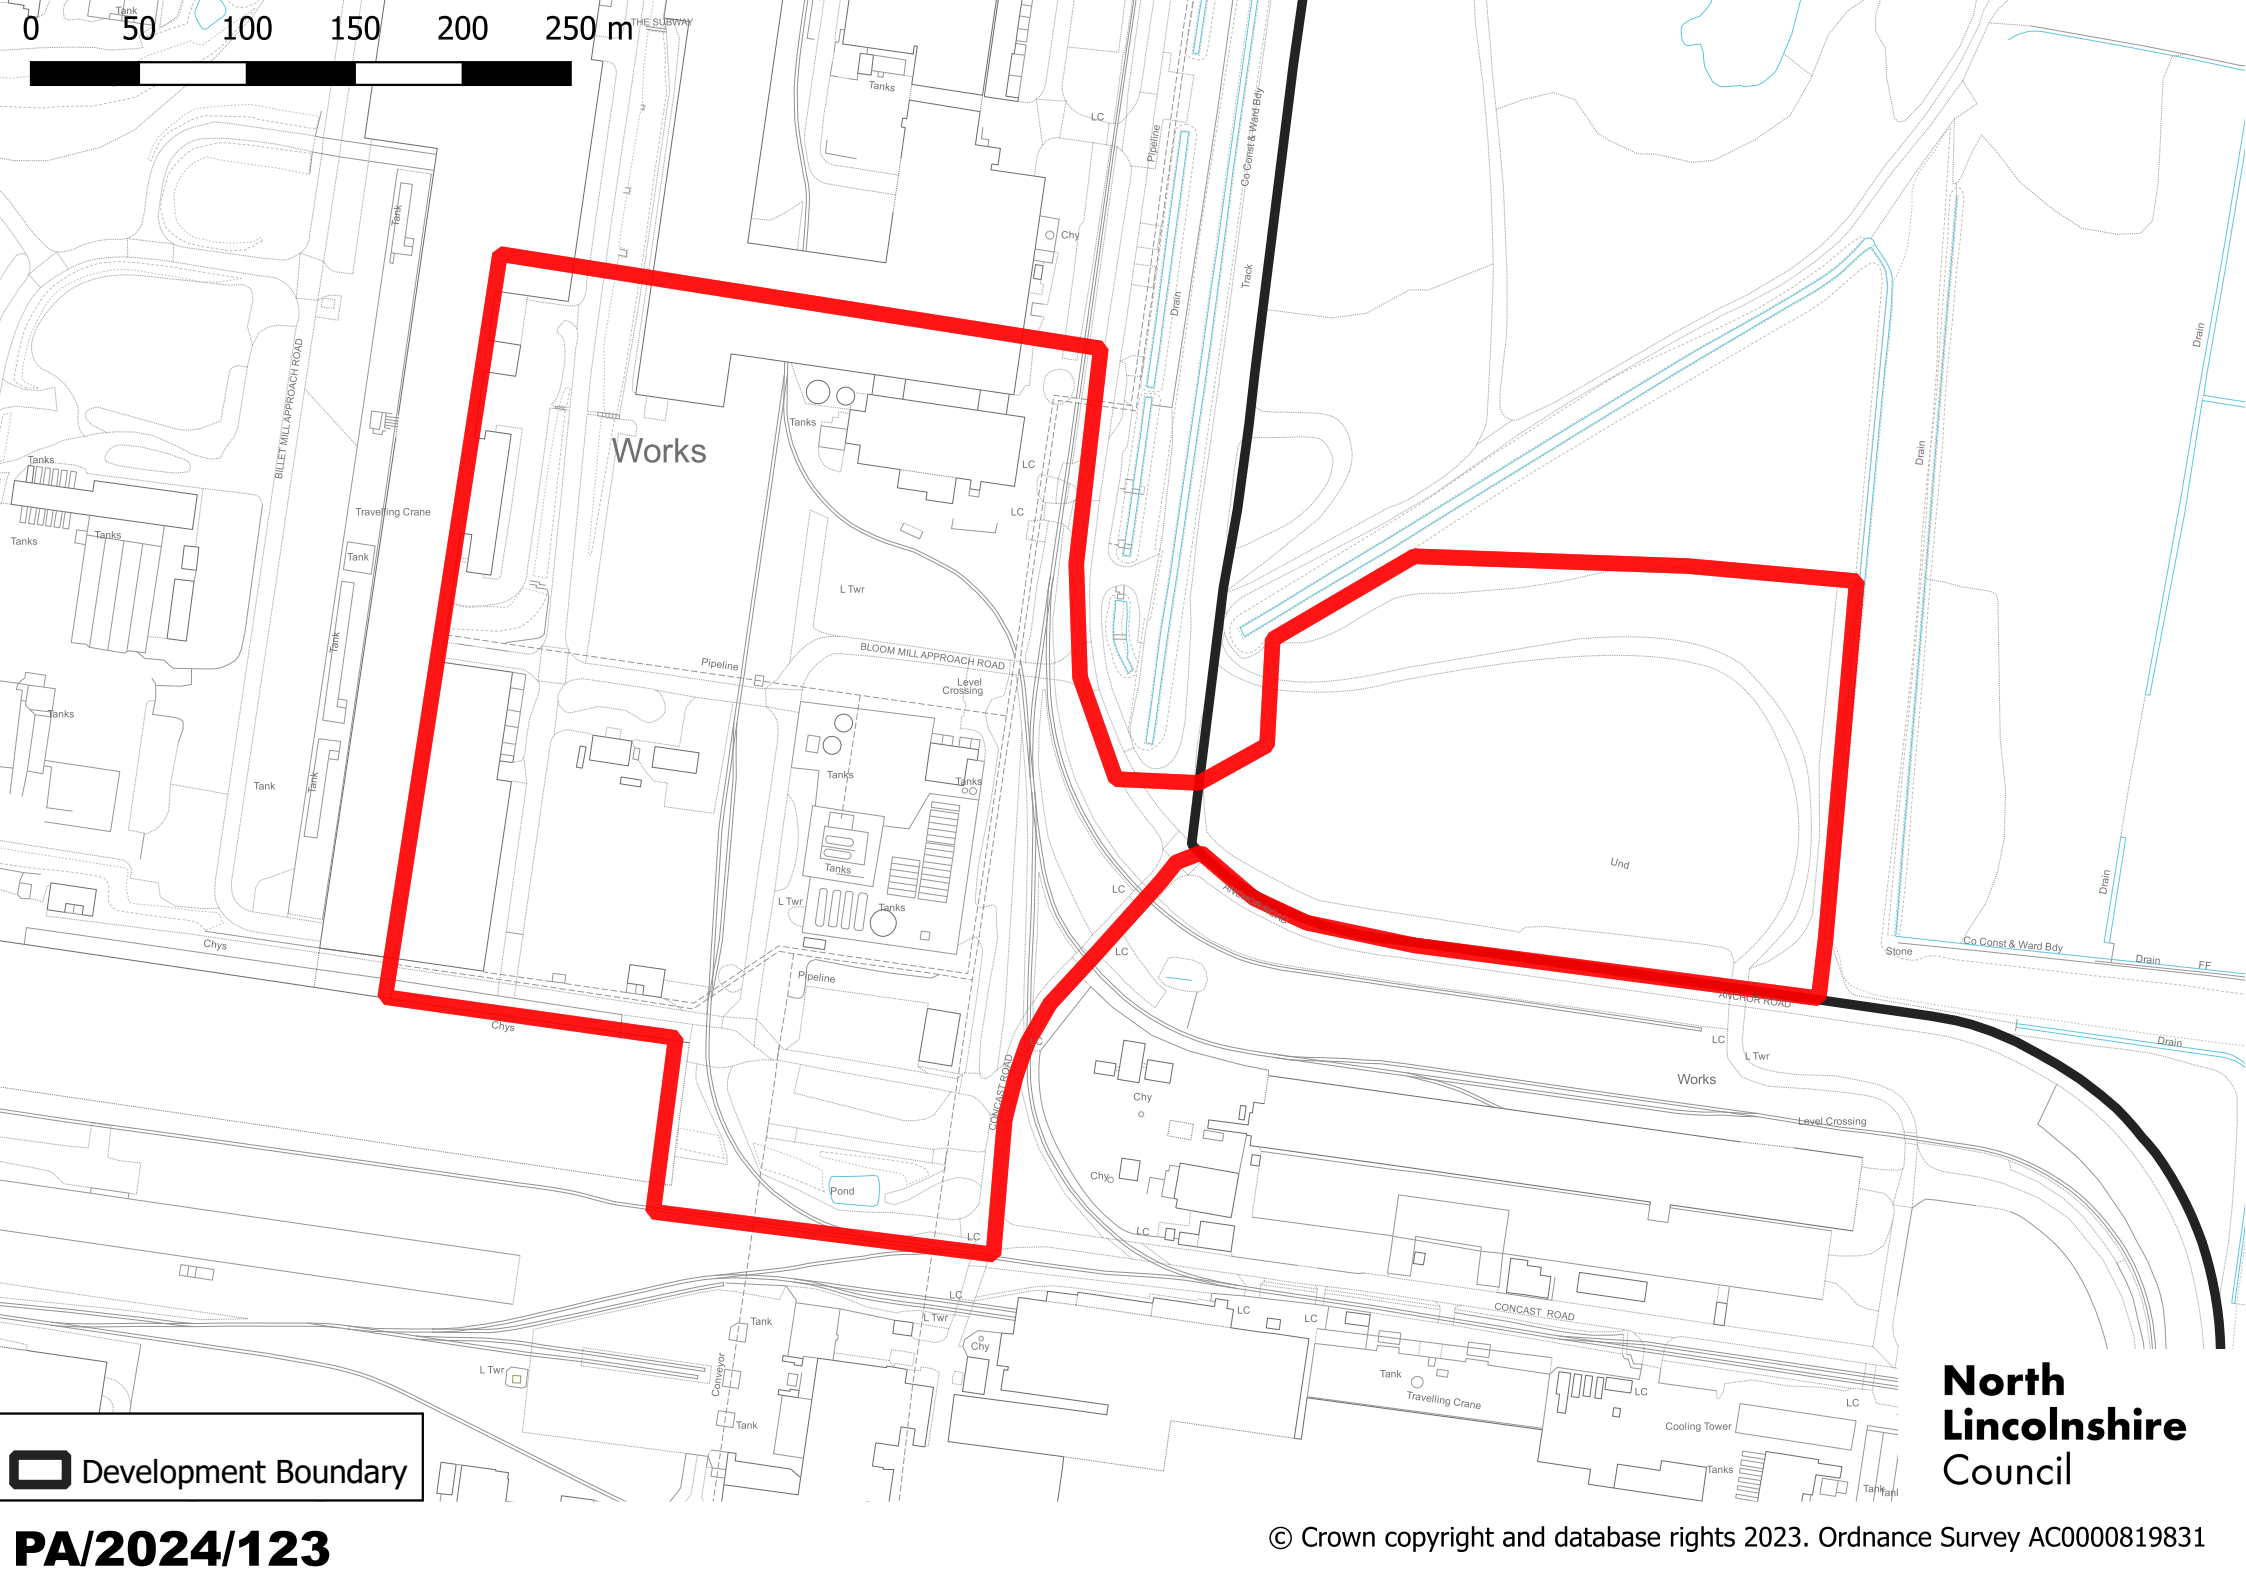 0 50 100 150 200 250 m
Tank
THE SUBWAY
Tanks
LC
Pipeline
Co Const & Ward Bdy
Tank
Chy
Track
Drain
Drain
BILLET MILL APPROACH ROAD
Tanks
Works
LC
Drain
Tanks
Travelling Crane
LC
Tanks
Tanks
Tank
L Twr
Tank
BLOOM MILL APPROACH ROAD
Pipeline
Level
Crossing
Tanks
Tanks
Tanks
Tank
Tank
Tanks
Und
LC
Drain
L Twr
Tanks
ANCHOR ROAD
Chys
LC
Stone
Co Const & Ward Bdy
Drain
FF
Pipeline
ANCHOR ROAD
Chys
LC
LC
Drain
L Twr
CONCAST ROAD
Works
Chy
Level Crossing
Chy
Pond
LC
LC
LC
LC
CONCAST ROAD
L Twr
Tank
LC
Chy
L Twr
Conveyor
Tank
Travelling Crane
LC
LC
Tank
Cooling Tower
Tanks
Tank
Tank
North
Lincolnshire
Council
Development Boundary
PA/2024/123
© Crown copyright and database rights 2023. Ordnance Survey AC0000819831